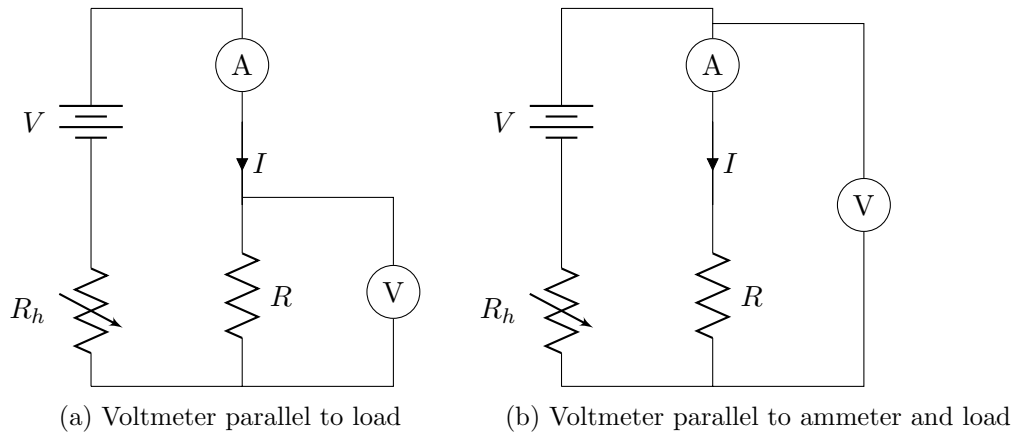 A
V
I
R
V
R_h
(a) Voltmeter parallel to load
A
V
I
V
R
R_h
(b) Voltmeter parallel to ammeter and load